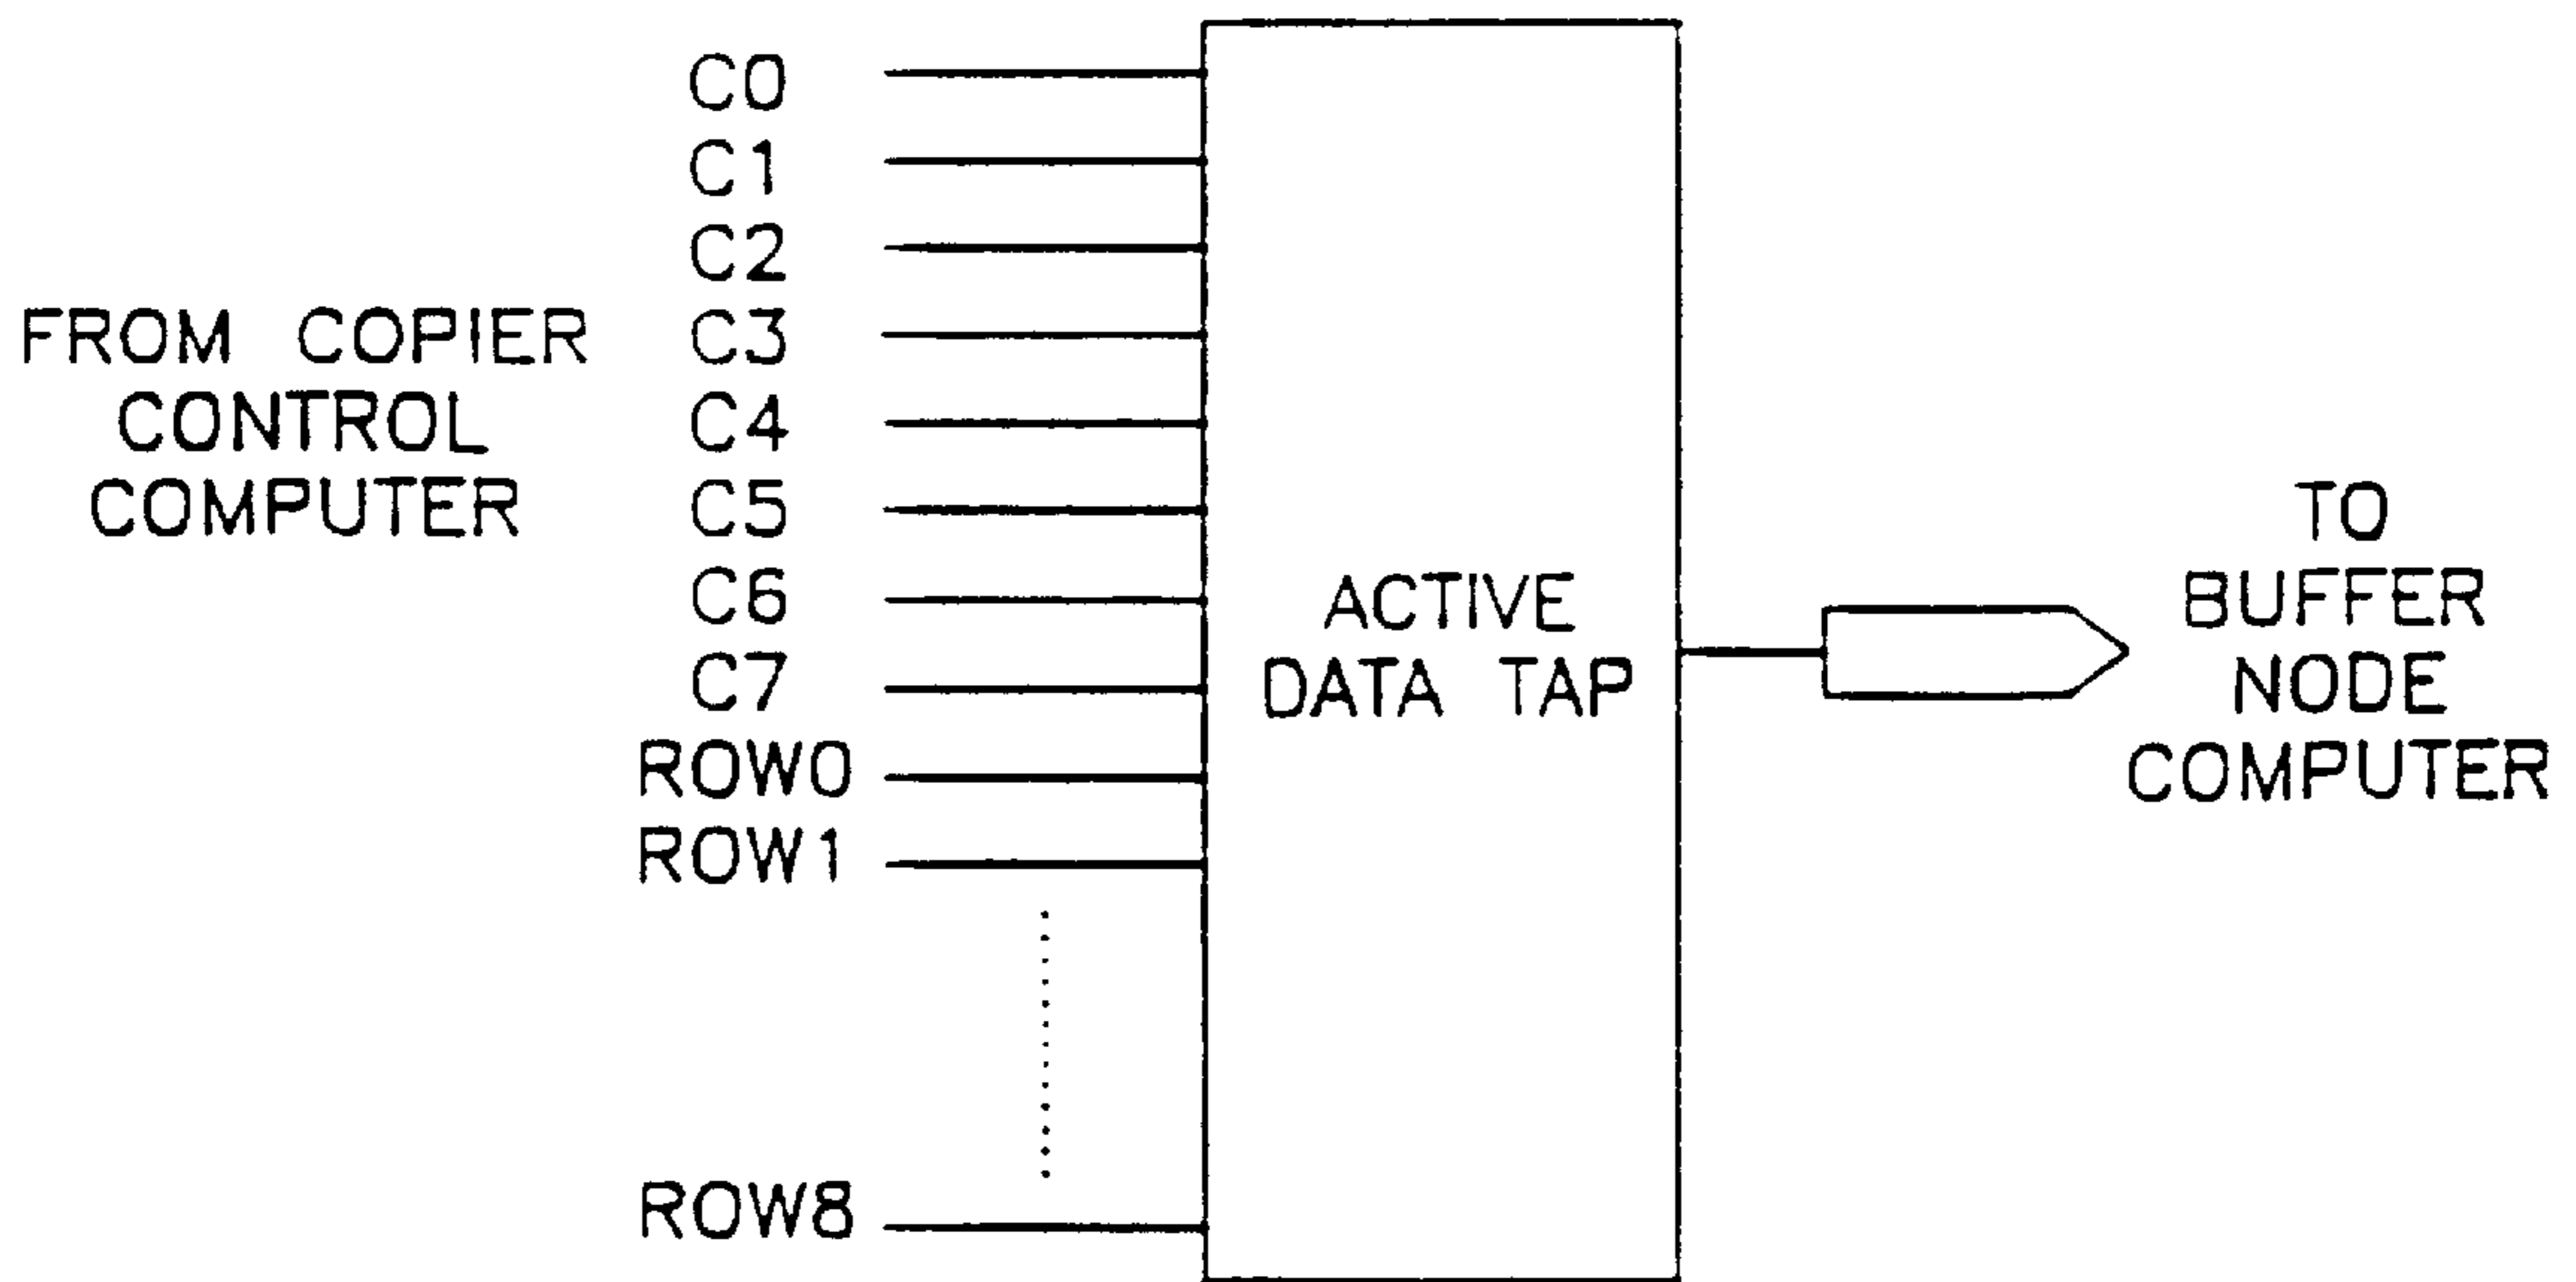 C0
C1
C2
FROM COPIER
CONTROL
COMPUTER
C3
C4
C5
C6
C7
ROW0
ROW1
ROW8
ACTIVE
DATA TAP
TO
BUFFER
NODE
COMPUTER